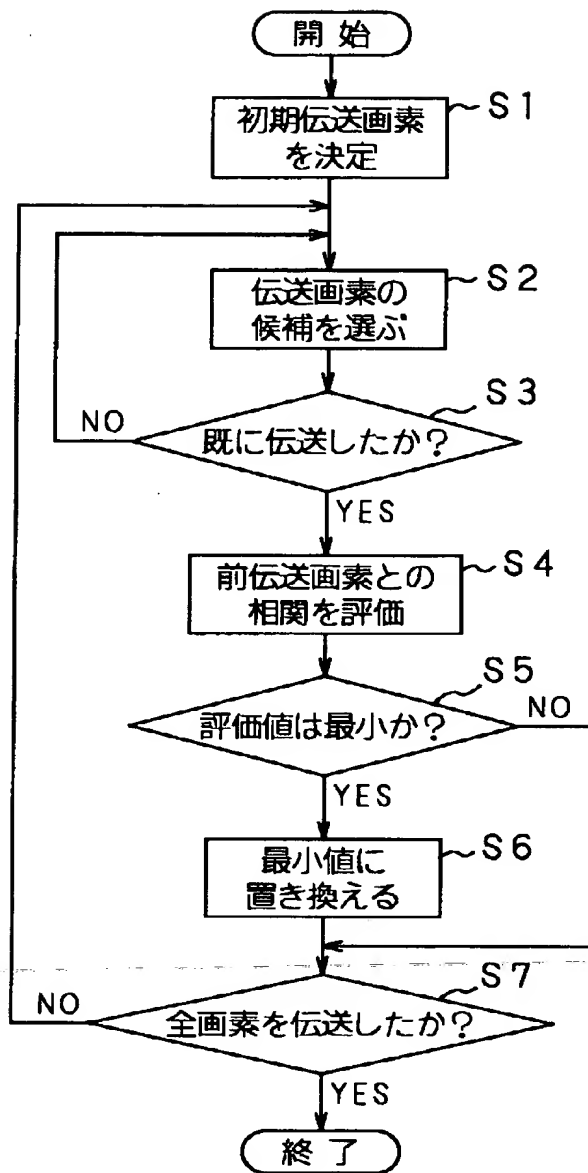 開 始
初期伝送画素
を決定
S1
伝送画素の
候補を選ぶ
S2
既に伝送したか?
S3
NO
YES
前伝送画素との
相関を評価
S4
評価値は最小か?
S5
NO
YES
最小値に
置き換える
S6
全画素を伝送したか?
S7
NO
YES
終 了